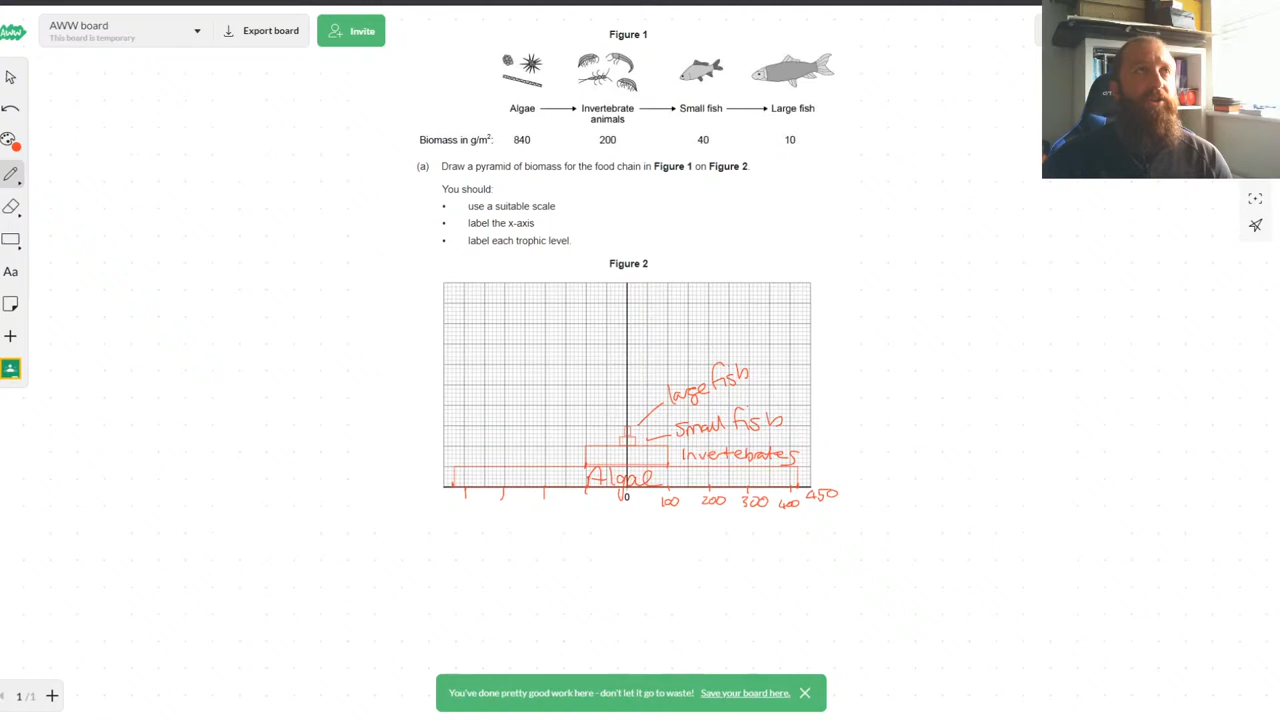 AWW board
This board is temporary
Export board
Invite
Figure 1
Algae
Invertebrate
animals
Small fish
Large fish
Biomass in g/m²: 840 200 40 10
(a) Draw a pyramid of biomass for the food chain in Figure 1 on Figure 2.
You should:
• use a suitable scale
• label the x-axis
• label each trophic level.
Figure 2
large fish
small fish
Invertebrates
Algae
0 100 200 300 400 450
Aa
1/1
You've done pretty good work here - don't let it go to waste! Save your board here.